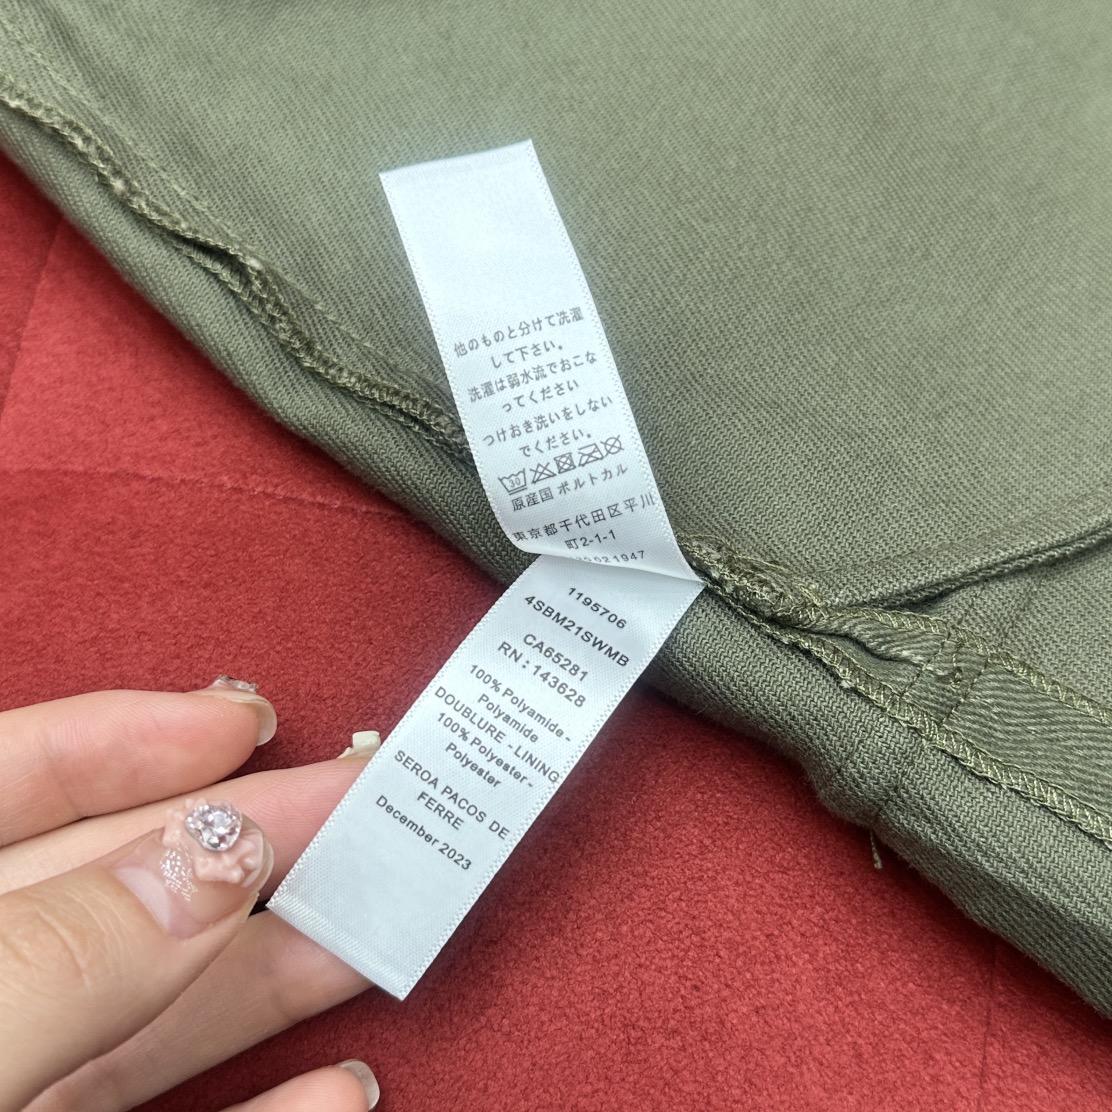 他のものと分けて洗濯
して下さい。
洗濯は弱水流でおこな
ってください
つけおき洗いをしない
でください。
30
原産国 ポルトカル
東京都千代田区平川
町2-1-1
1947
1195706
4SBM21SWMB
CA65281
RN : 143628
100% Polyamide -
Polyamide
DOUBLURE - LINING
100% Polyester -
Polyester
SEROA PACOS DE
FERRE
December 2023